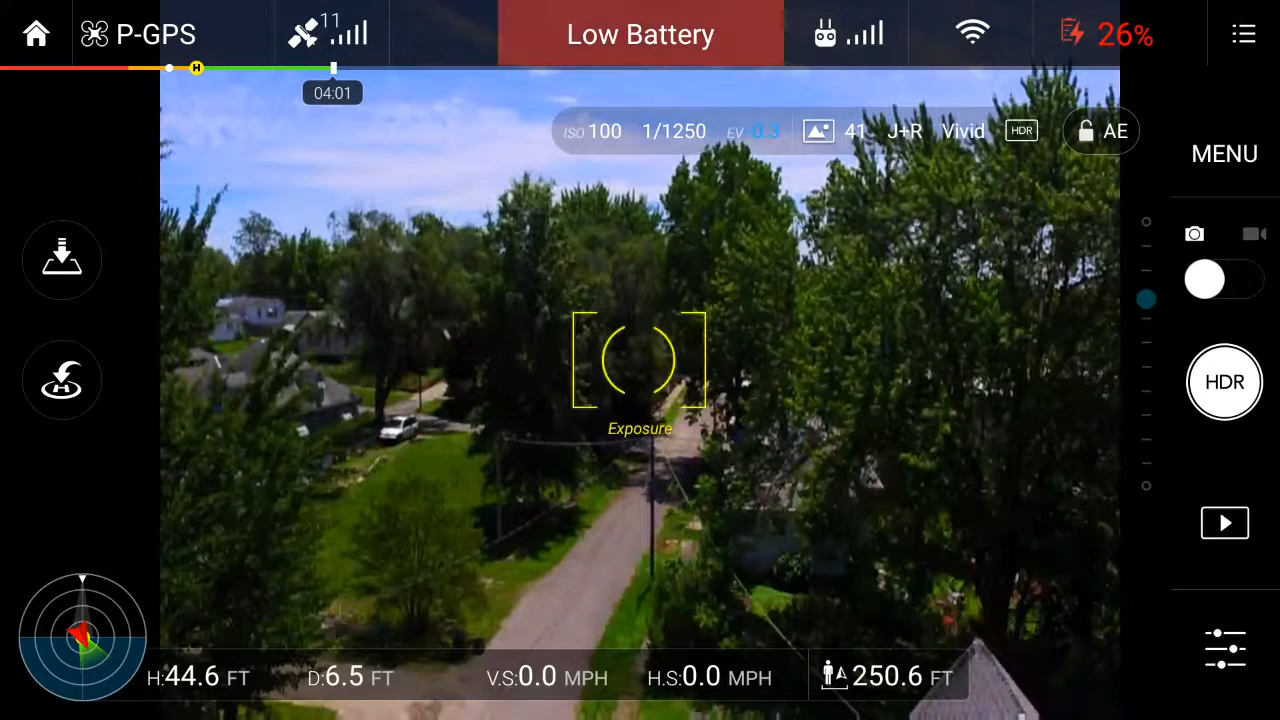 P-GPS
11
Low Battery
26%
H
04:01
ISO 100 1/1250 EV 0.3 41 J+R Vivid HDR
AE
MENU
HDR
H
Exposure
H:44.6 FT D:6.5 FT V.S:0.0 MPH H.S:0.0 MPH 250.6 FT